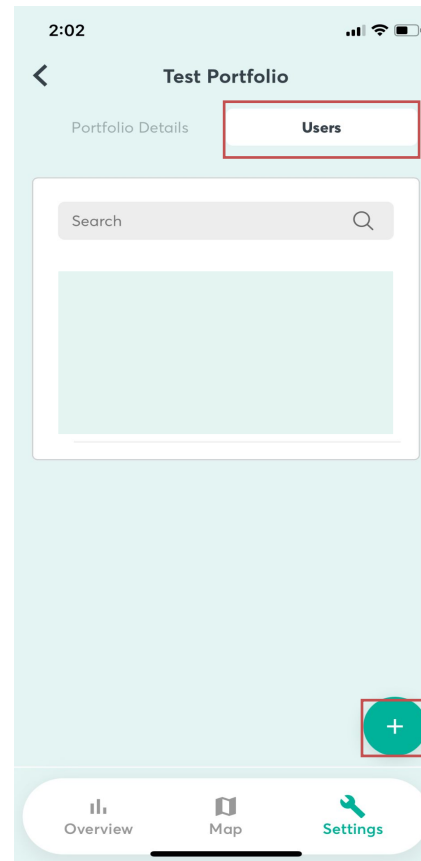 2:02
Test Portfolio
Portfolio Details
Users
Search
+
Overview
Map
Settings